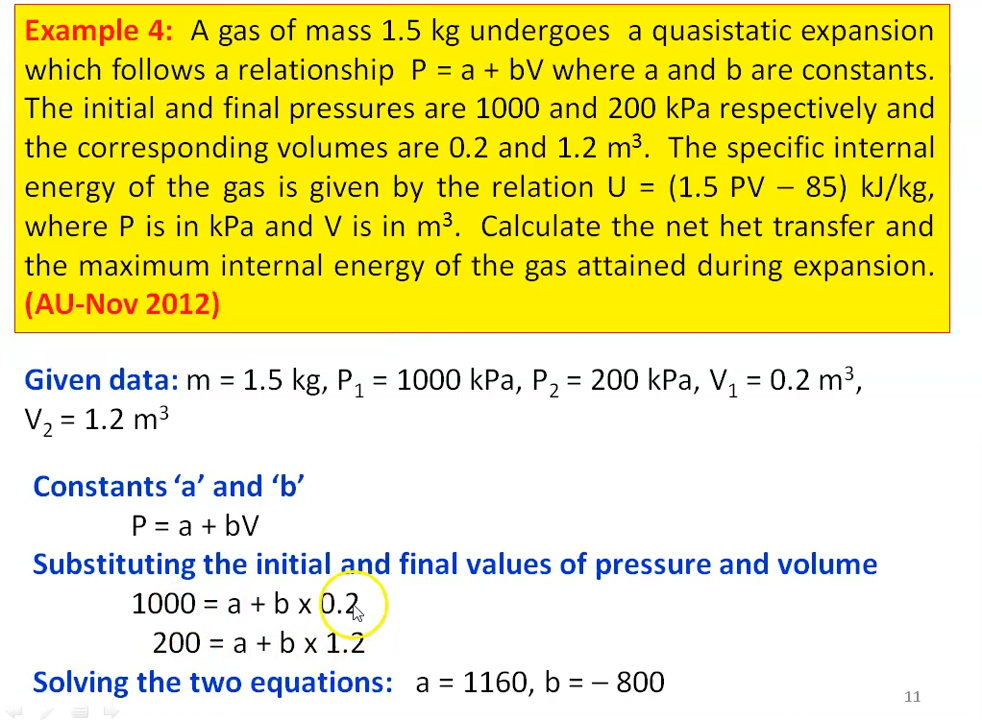 Example 4: A gas of mass 1.5 kg undergoes a quasistatic expansion
which follows a relationship P = a + bV where a and b are constants.
The initial and final pressures are 1000 and 200 kPa respectively and
the corresponding volumes are 0.2 and 1.2 m³. The specific internal
energy of the gas is given by the relation U = (1.5 PV – 85) kJ/kg,
where P is in kPa and V is in m³. Calculate the net het transfer and
the maximum internal energy of the gas attained during expansion.
(AU-Nov 2012)
Given data: m = 1.5 kg, P₁ = 1000 kPa, P₂ = 200 kPa, V₁ = 0.2 m³,
V₂ = 1.2 m³
Constants ‘a’ and ‘b’
P = a + bV
Substituting the initial and final values of pressure and volume
1000 = a + b x 0.2
200 = a + b x 1.2
Solving the two equations: a = 1160, b = – 800
11